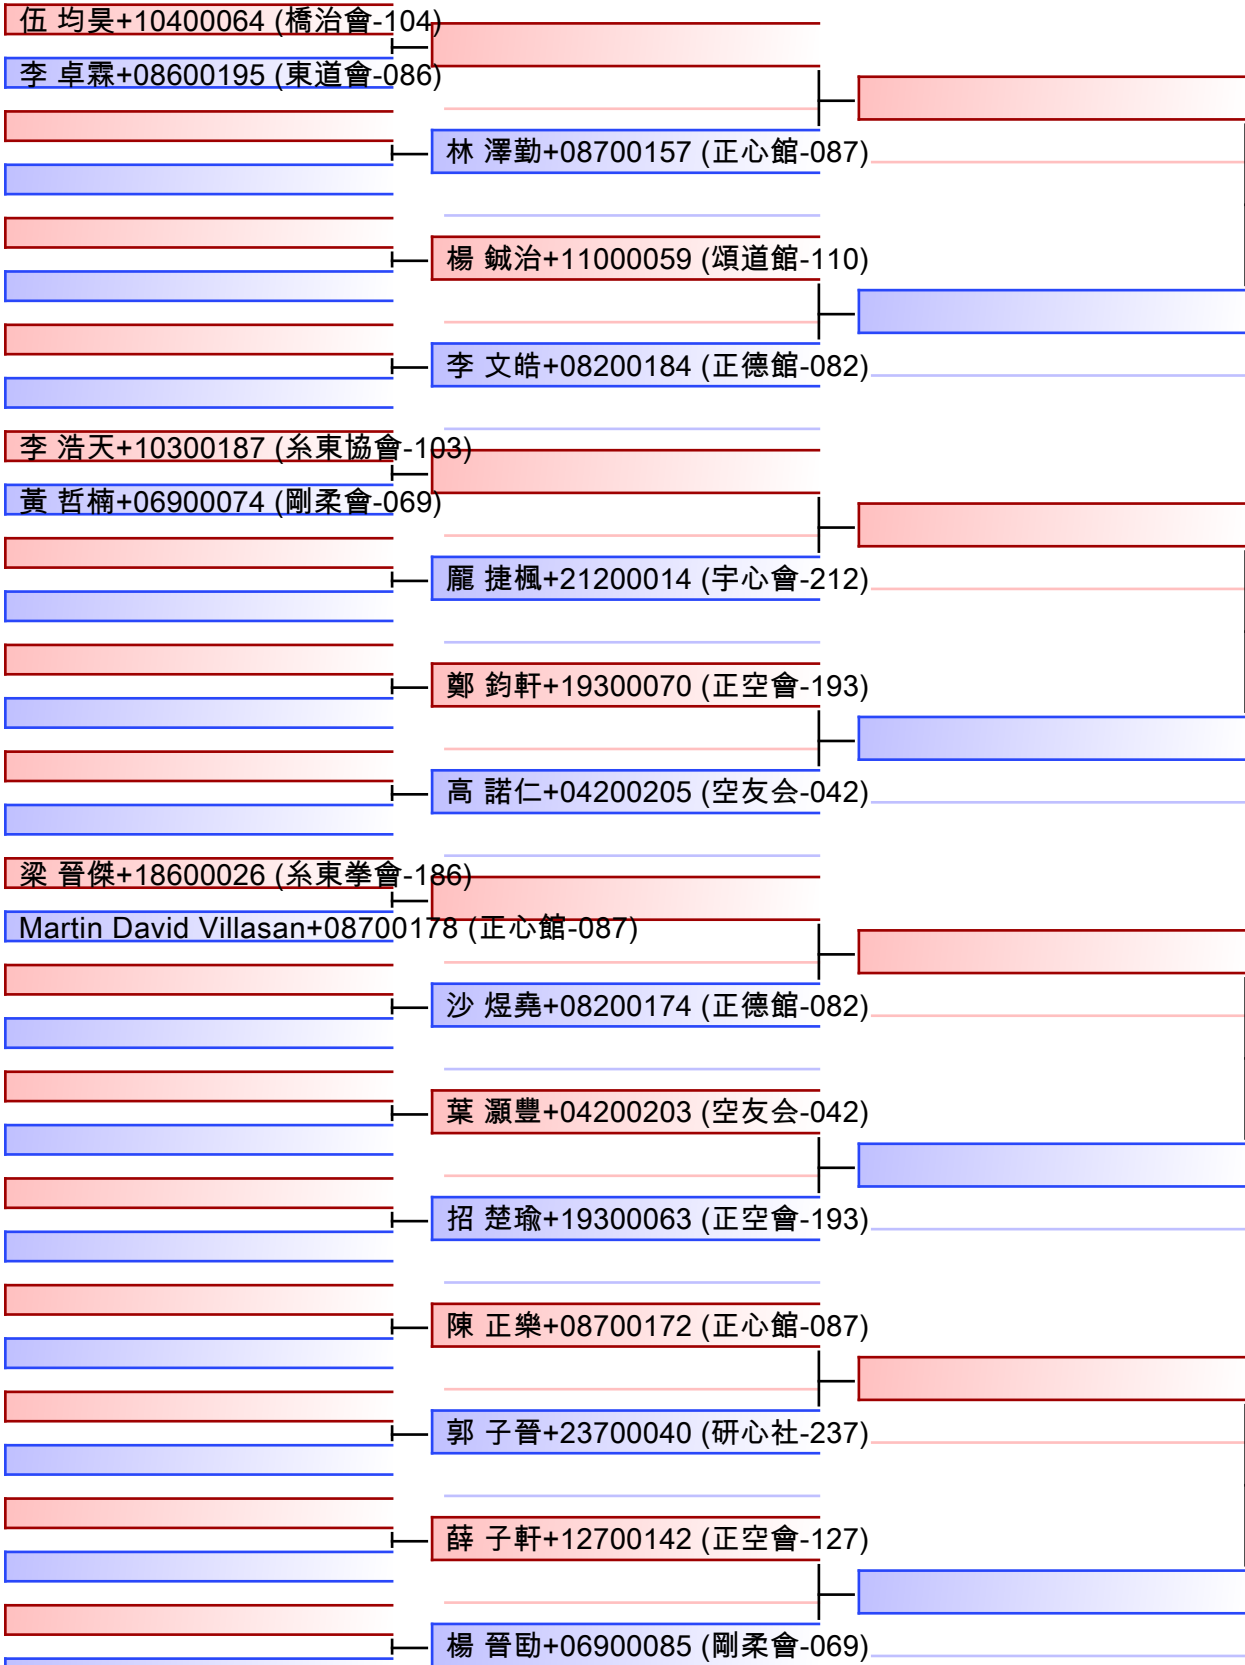 伍 均昊+10400064 (橋治會-104)
李 卓霖+08600195 (東道會-086)
林 澤勤+08700157 (正心館-087)
楊 鋮治+11000059 (頌道館-110)
李 文皓+08200184 (正德館-082)
李 浩天+10300187 (糸東協會-103)
黃 哲楠+06900074 (剛柔會-069)
龎 捷楓+21200014 (宇心會-212)
鄭 鈞軒+19300070 (正空會-193)
高 諾仁+04200205 (空友会-042)
梁 晉傑+18600026 (糸東拳會-186)
Martin David Villasan+08700178 (正心館-087)
沙 煜堯+08200174 (正德館-082)
葉 灝豐+04200203 (空友会-042)
招 楚瑜+19300063 (正空會-193)
陳 正樂+08700172 (正心館-087)
郭 子晉+23700040 (研心社-237)
薛 子軒+12700142 (正空會-127)
楊 晉劻+06900085 (剛柔會-069)